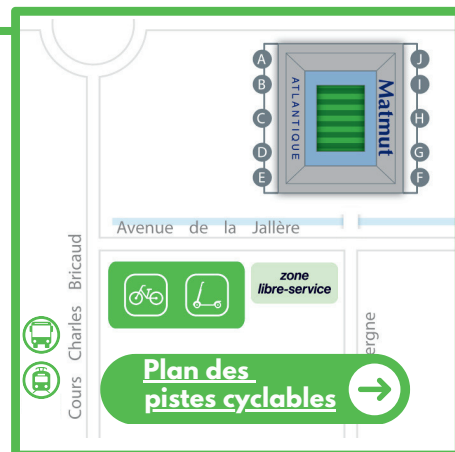 A
B
C
D
E
J
I
H
G
F
ATLANTIQUE
Matmut
Avenue de la Jallère
Cours Charles Bricaud
zone
libre-service
ergne
Plan des
pistes cyclables